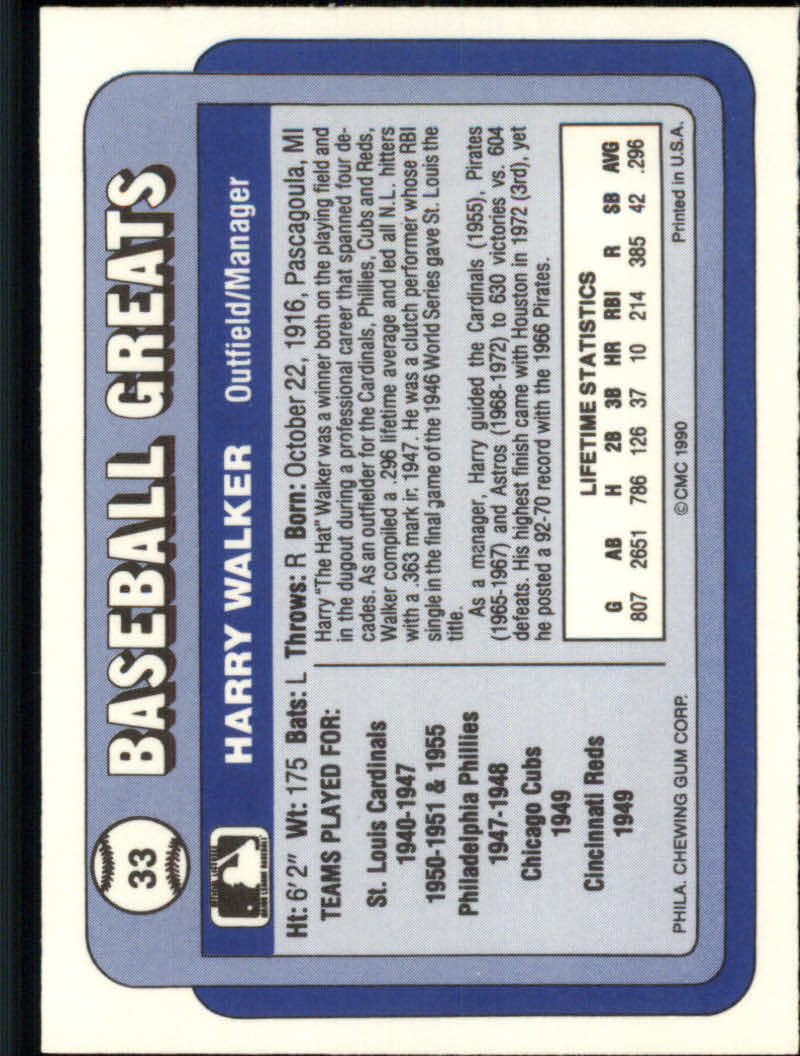 33
BASEBALL GREATS
HARRY WALKER Outfield/Manager
Ht: 6'2" Wt: 175 Bats: L Throws: R Born: October 22, 1916, Pascagoula, MI
TEAMS PLAYED FOR:
St. Louis Cardinals
1940-1947
1950-1951 & 1955
Philadelphia Phillies
1947-1948
Chicago Cubs
1949
Cincinnati Reds
1949
Harry "The Hat" Walker was a winner both on the playing field and
in the dugout during a professional career that spanned four de-
cades. As an outfielder for the Cardinals, Phillies, Cubs and Reds,
Walker compiled a .296 lifetime average and led all N.L. hitters
with a .363 mark in 1947. He was a clutch performer whose RBI
single in the final game of the 1946 World Series gave St. Louis the
title.
As a manager, Harry guided the Cardinals (1955), Pirates
(1965-1967) and Astros (1968-1972) to 630 victories vs. 604
defeats. His highest finish came with Houston in 1972 (3rd), yet
he posted a 92-70 record with the 1966 Pirates.
LIFETIME STATISTICS
G AB H 2B 3B HR RBI R SB AVG
807 2651 786 126 37 10 214 385 42 .296
PHILA. CHEWING GUM CORP. © CMC 1990 Printed in U.S.A.